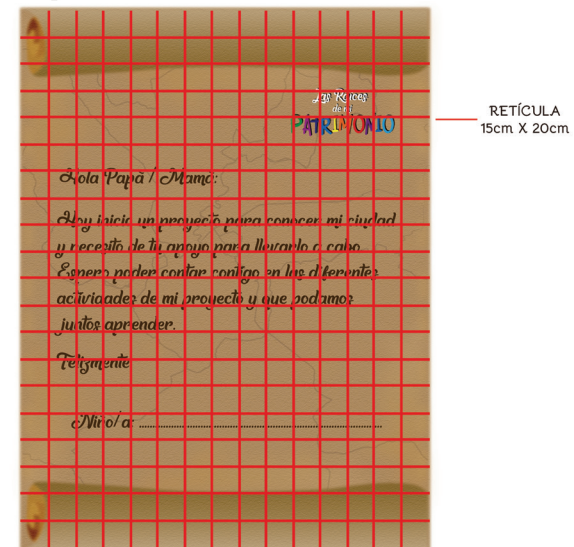 Las Raíces
de mi
PATRIMONIO
RETÍCULA
15cm X 20cm
Hola Papá / Mamá:
Hoy inicio un proyecto para conocer mi ciudad
y necesito de tu apoyo para llevarlo a cabo
Espero poder contar contigo en las diferentes
actividades de mi proyecto y que podamos
juntos aprender.
Felizmente
Niño/a: